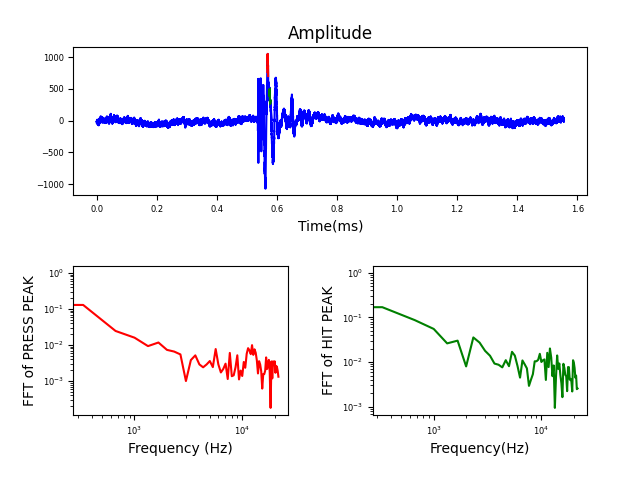 Amplitude
1000
500
0
−500
−1000
0.0 0.2 0.4 0.6 0.8 1.0 1.2 1.4 1.6
Time(ms)
FFT of PRESS PEAK
10⁰
10⁻¹
10⁻²
10⁻³
10³ 10⁴
Frequency (Hz)
FFT of HIT PEAK
10⁰
10⁻¹
10⁻²
10⁻³
10³ 10⁴
Frequency(Hz)